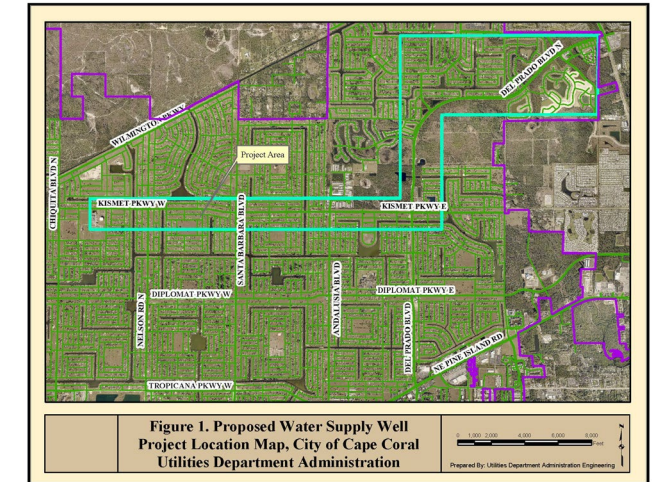 DEL PRADO BLVD N
WILMINGTON PKWY
Project Area
CHIQUITA BLVD N
KISMET PKWY W
KISMET PKWY E
SANTA BARBARA BLVD
NELSON RD N
ANDALUSIA BLVD
DIPLOMAT PKWY W
DIPLOMAT PKWY E
DEL PRADO BLVD
NE PINE ISLAND RD
TROPICANA PKWY W
Figure 1. Proposed Water Supply Well
Project Location Map, City of Cape Coral
Utilities Department Administration
0 1,000 2,000 4,000 6,000 8,000
Feet
N
Prepared By: Utilities Department Administration Engineering